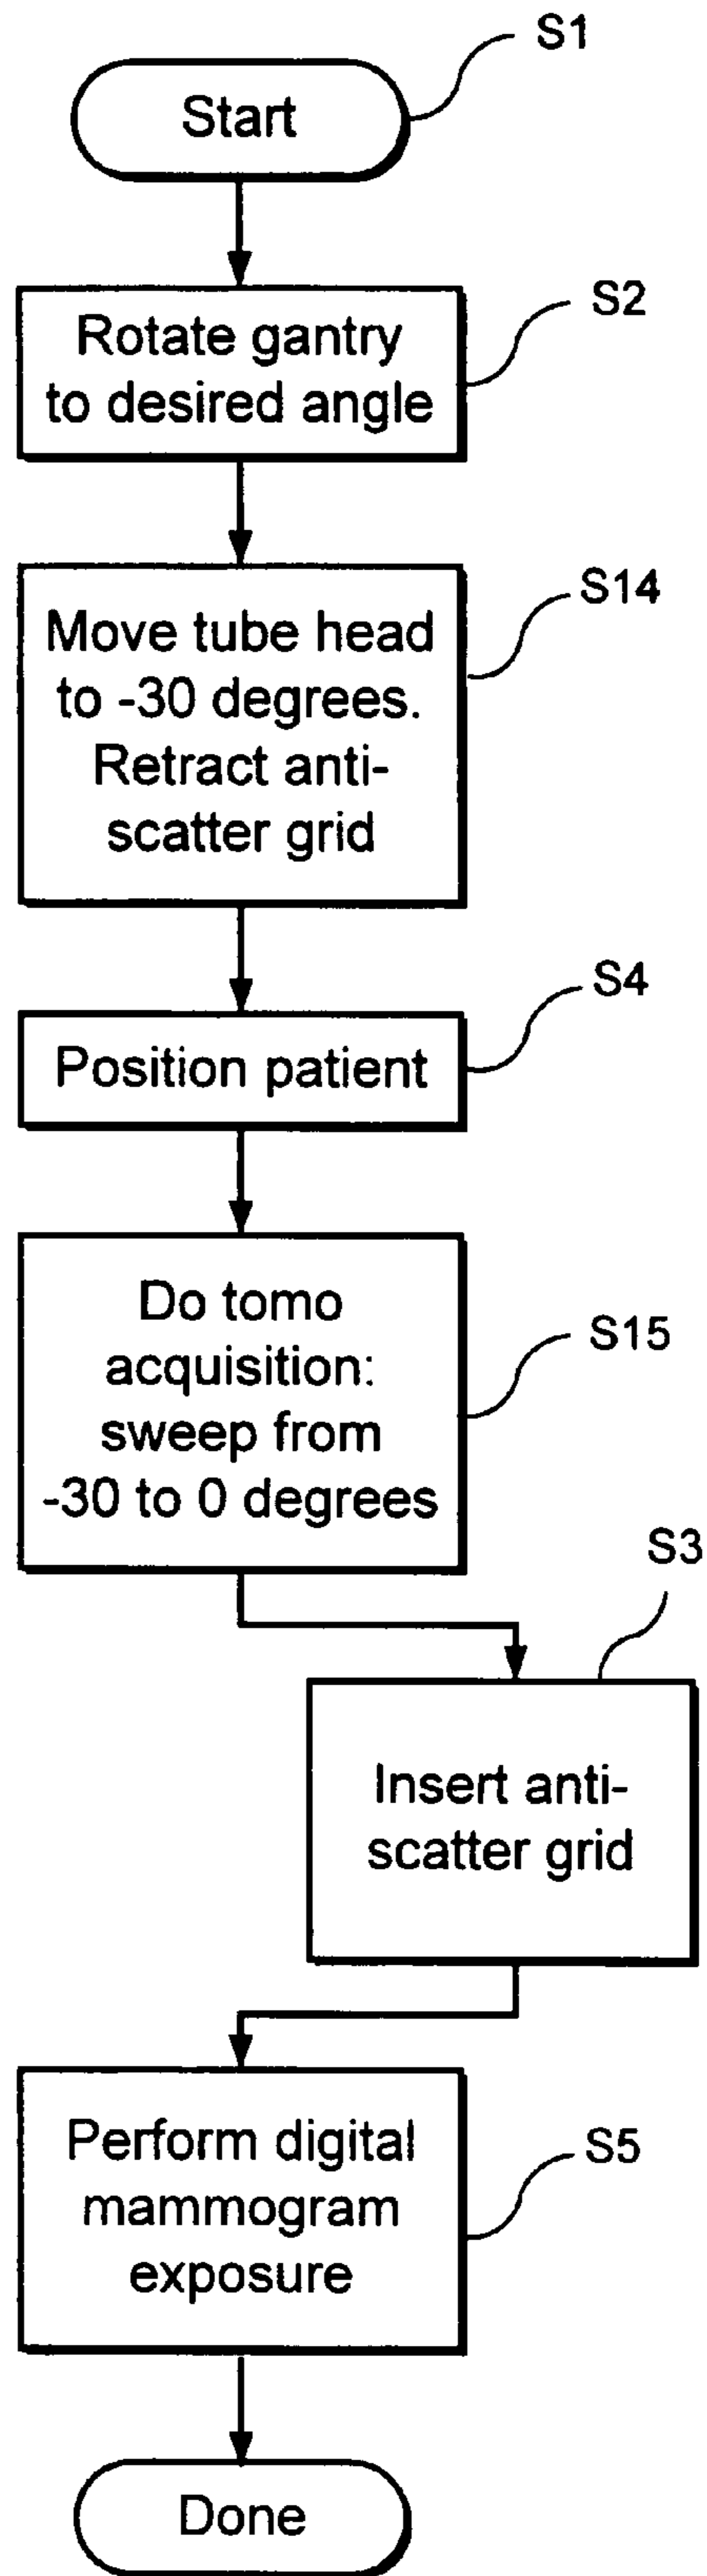 S1
Start
S2
Rotate gantry
to desired angle
S14
Move tube head
to -30 degrees.
Retract anti-
scatter grid
S4
Position patient
Do tomo
acquisition:
sweep from
-30 to 0 degrees
S15
S3
Insert anti-
scatter grid
Perform digital
mammogram
exposure
S5
Done